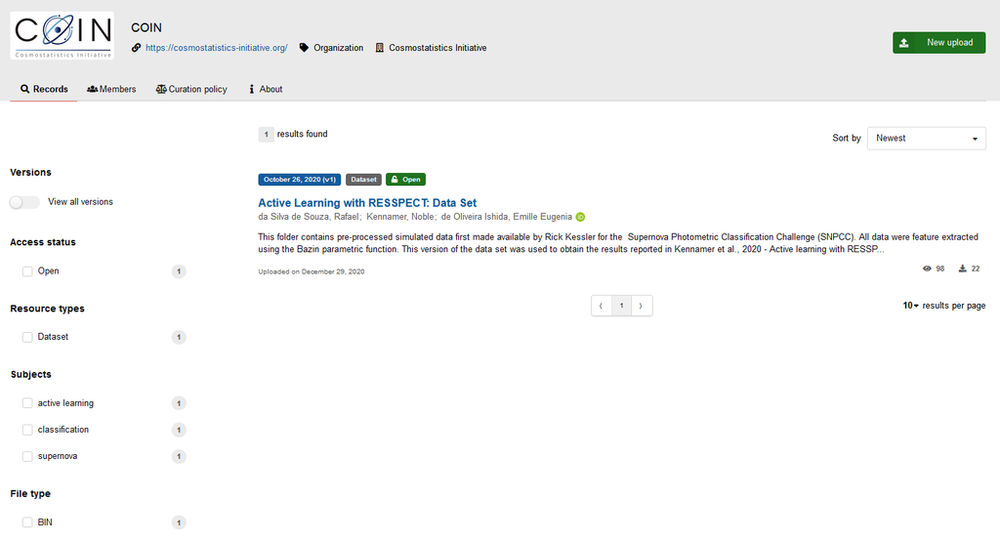 COIN
Cosmostatistics Initiative
COIN
https://cosmostatistics-initiative.org/ Organization Cosmostatistics Initiative
New upload
Records Members Curation policy About
1 results found
Sort by Newest
Versions
View all versions
Access status
Open 1
Resource types
Dataset 1
Subjects
active learning 1
classification 1
supernova 1
File type
BIN 1
October 26, 2020 (v1) Dataset Open
Active Learning with RESSPECT: Data Set
da Silva de Souza, Rafael; Kennamer, Noble; de Oliveira Ishida, Emille Eugenia iD
This folder contains pre-processed simulated data first made available by Rick Kessler for the Supernova Photometric Classification Challenge (SNPCC). All data were feature extracted
using the Bazin parametric function. This version of the data set was used to obtain the results reported in Kennamer et al., 2020 - Active learning with RESSP...
Uploaded on December 29, 2020
98 22
⟨ 1 ⟩
10 results per page